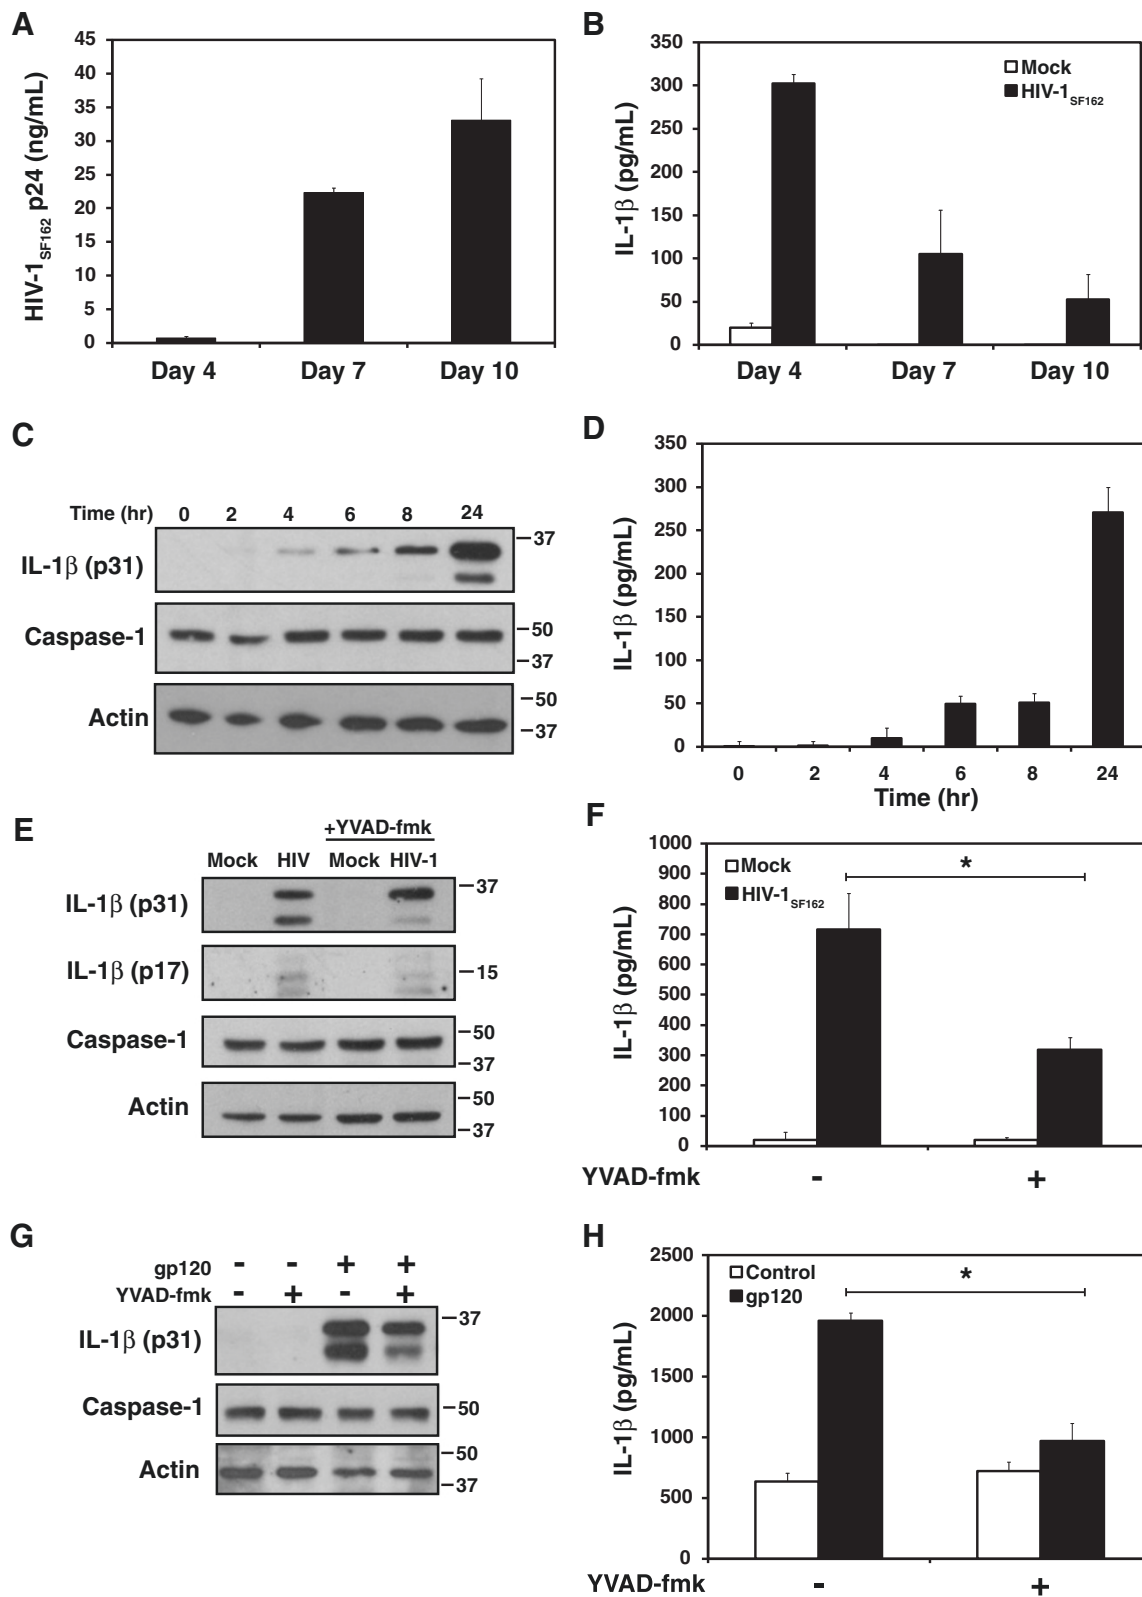 A
HIV-1SF162 p24 (ng/mL)
45
40
35
30
25
20
15
10
5
0
Day 4 Day 7 Day 10
B
IL-1β (pg/mL)
350
300
250
200
150
100
50
0
Mock
HIV-1SF162
Day 4 Day 7 Day 10
C
Time (hr) 0 2 4 6 8 24
IL-1β (p31)
37
Caspase-1
50
37
Actin
50
37
D
IL-1β (pg/mL)
350
300
250
200
150
100
50
0
0 2 4 6 8 24
Time (hr)
E
+YVAD-fmk
Mock HIV Mock HIV-1
IL-1β (p31)
37
IL-1β (p17)
15
Caspase-1
50
37
Actin
50
37
F
IL-1β (pg/mL)
1000
900
800
700
600
500
400
300
200
100
0
Mock
HIV-1SF162
*
YVAD-fmk - +
G
gp120 - - + +
YVAD-fmk - + - +
IL-1β (p31)
37
Caspase-1
50
Actin
50
37
H
IL-1β (pg/mL)
2500
2000
1500
1000
500
0
Control
gp120
*
YVAD-fmk - +